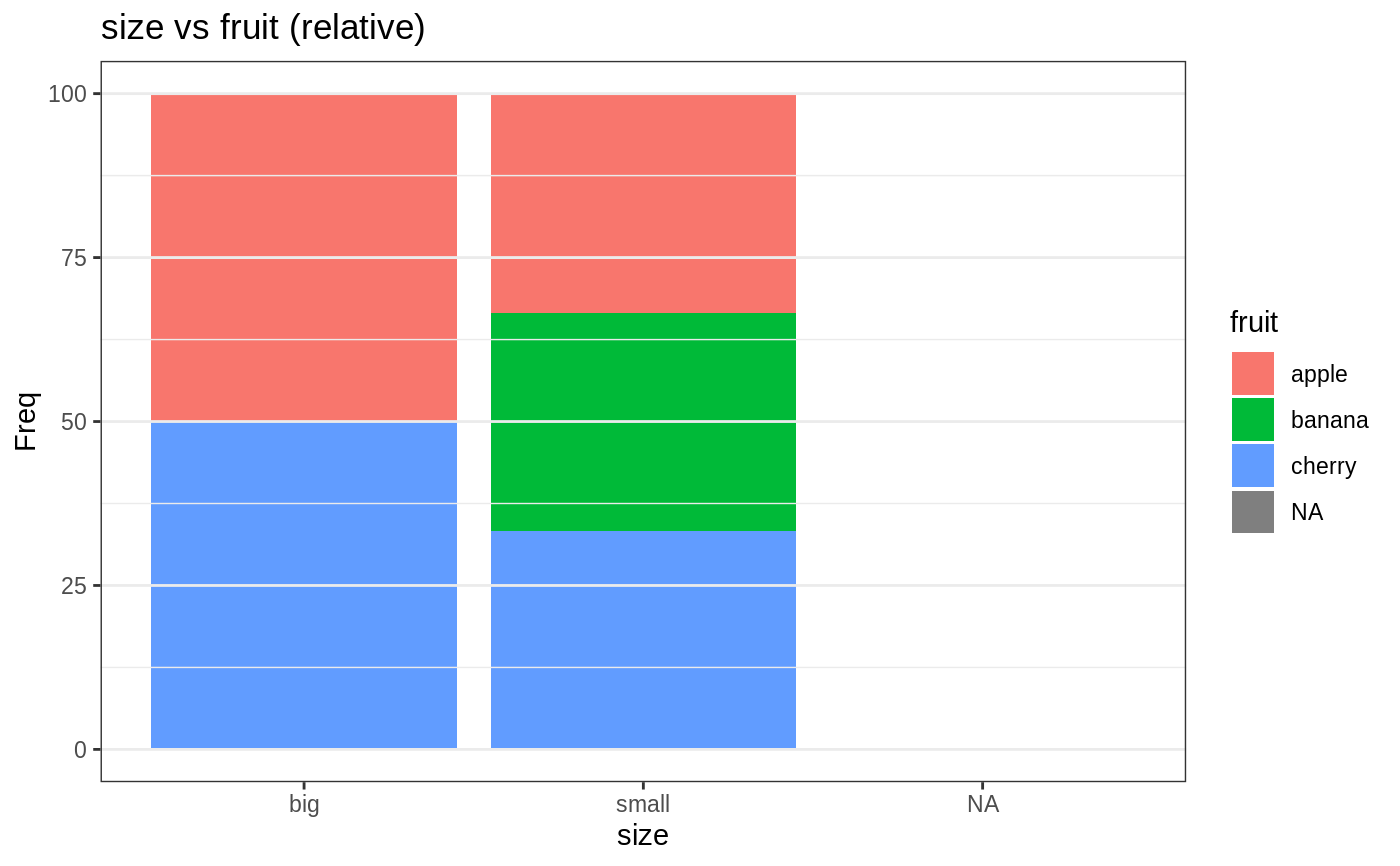 size vs fruit (relative)
100
75
50
25
0
Freq
big small NA
size
fruit
apple
banana
cherry
NA